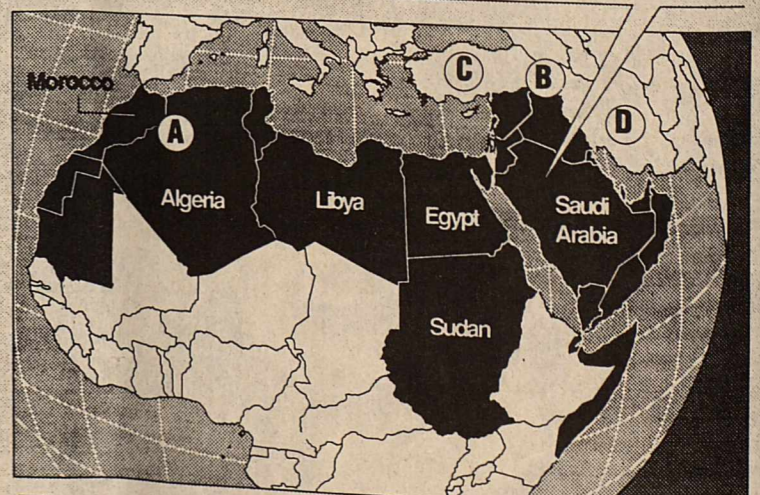 C
B
D
Morocco
A
Algeria
Libya
Egypt
Saudi
Arabia
Sudan